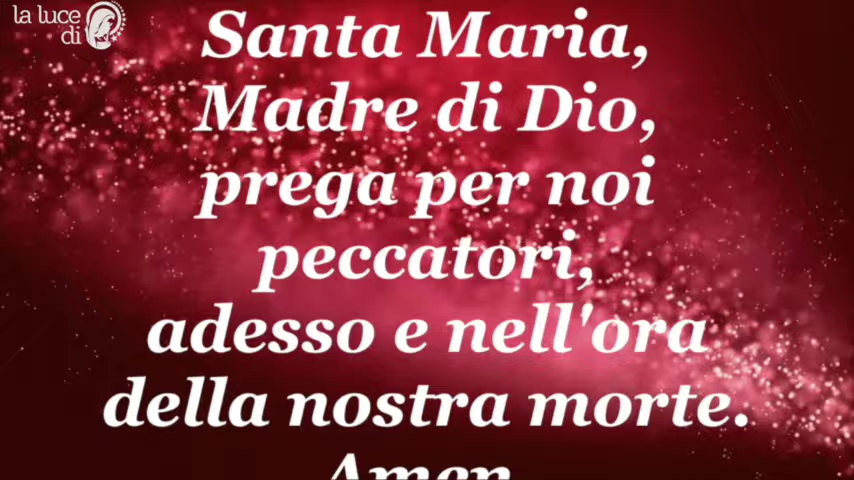 la luce
di
Santa Maria,
Madre di Dio,
prega per noi
peccatori,
adesso e nell'ora
della nostra morte.
Amen